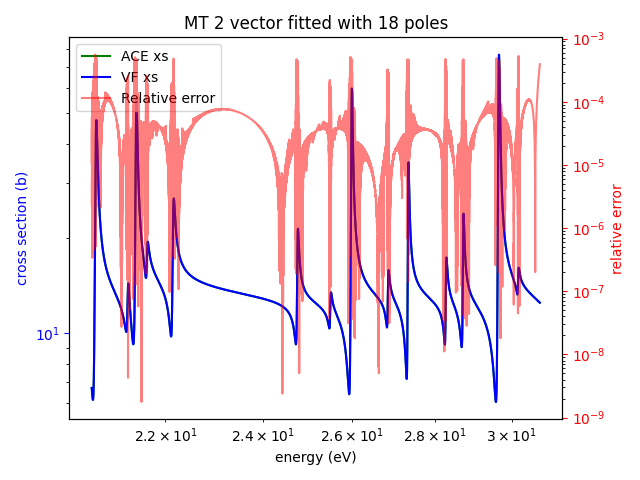 MT 2 vector fitted with 18 poles
ACE xs
VF xs
Relative error
cross section (b)
10¹
2.2 × 10¹
2.4 × 10¹
2.6 × 10¹
2.8 × 10¹
3 × 10¹
energy (eV)
10⁻³
10⁻⁴
10⁻⁵
10⁻⁶
10⁻⁷
10⁻⁸
10⁻⁹
relative error